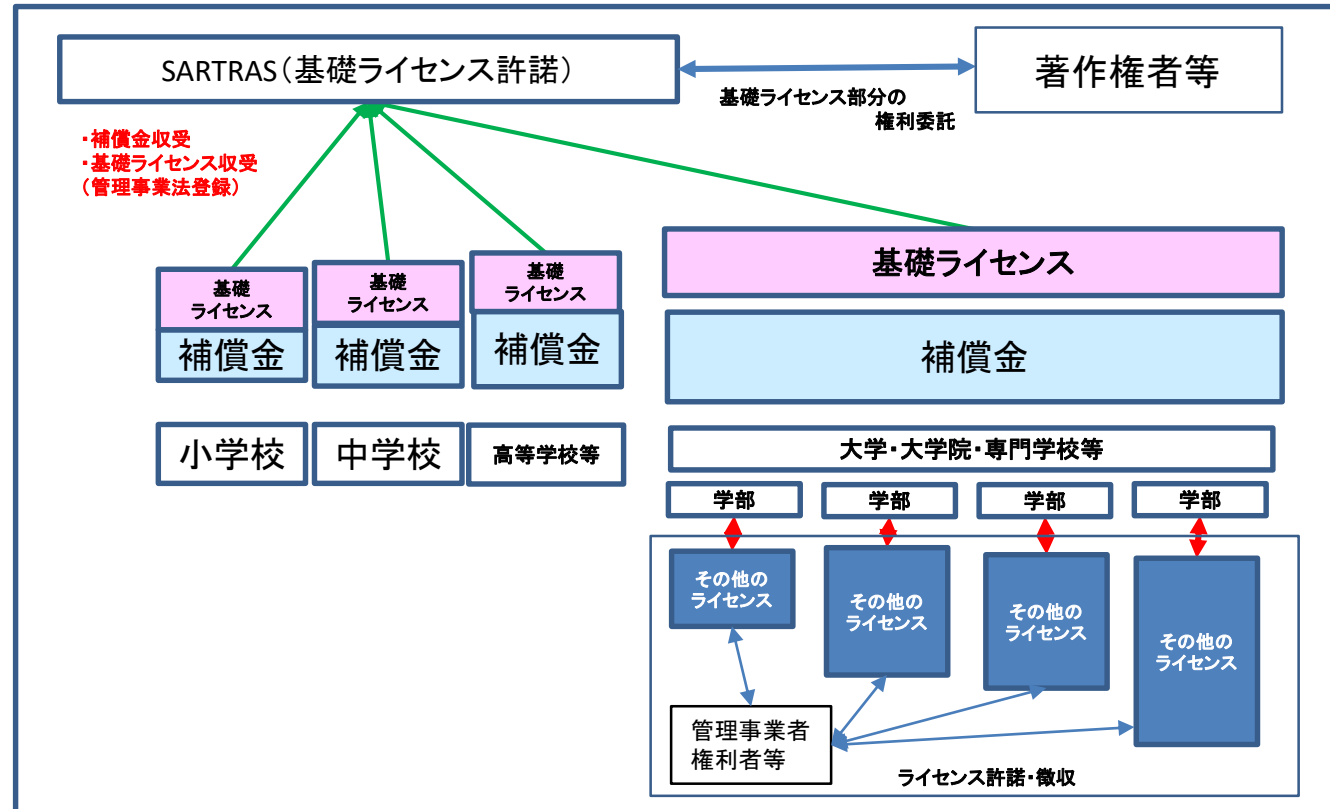 SARTRAS(基礎ライセンス許諾)
著作権者等
基礎ライセンス部分の
権利委託
・補償金収受
・基礎ライセンス収受
(管理事業法登録)
基礎
ライセンス
補償金
小学校
基礎
ライセンス
補償金
中学校
基礎
ライセンス
補償金
高等学校等
基礎ライセンス
補償金
大学・大学院・専門学校等
学部
学部
学部
学部
その他の
ライセンス
その他の
ライセンス
その他の
ライセンス
その他の
ライセンス
管理事業者
権利者等
ライセンス許諾・徴収